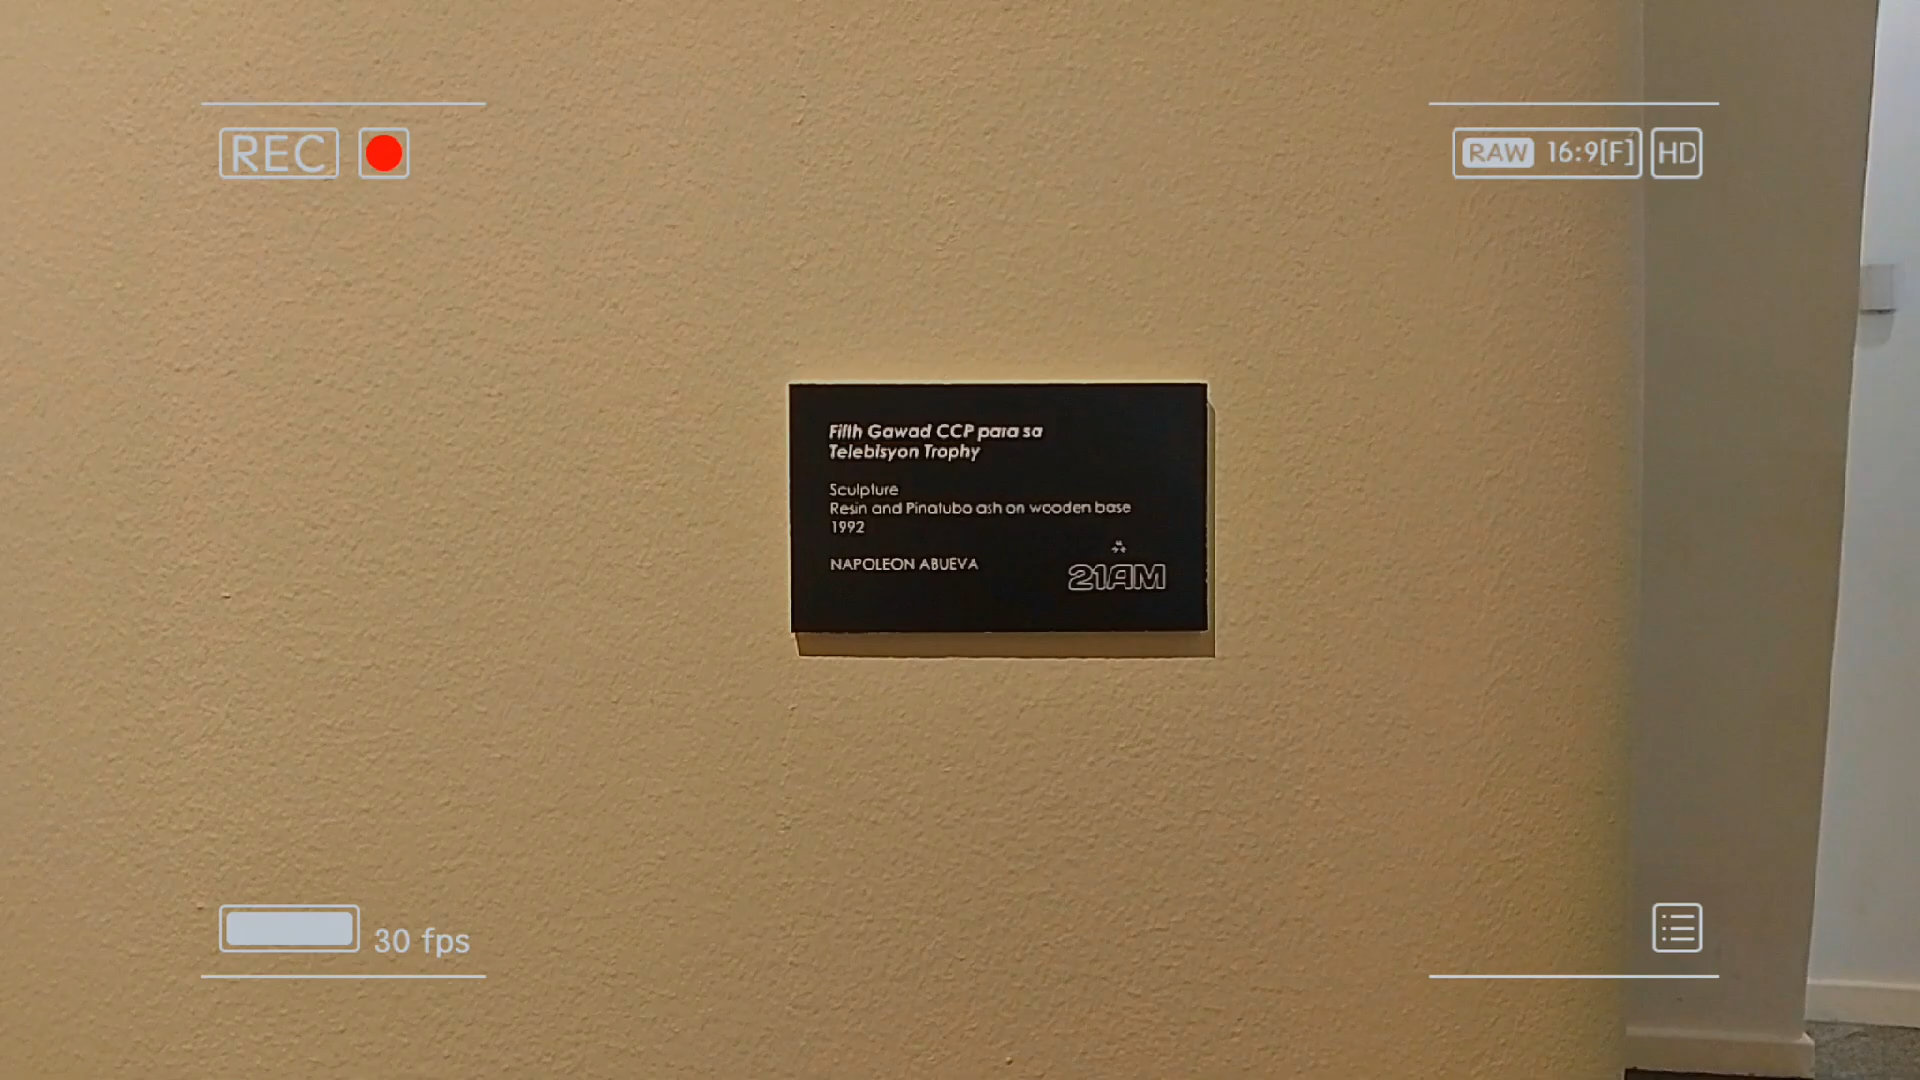 REC
RAW 16:9[F] HD
Fifth Gawad CCP para sa
Telebisyon Trophy
Sculpture
Resin and Pinatubo ash on wooden base
1992
NAPOLEON ABUEVA
21AM
30 fps